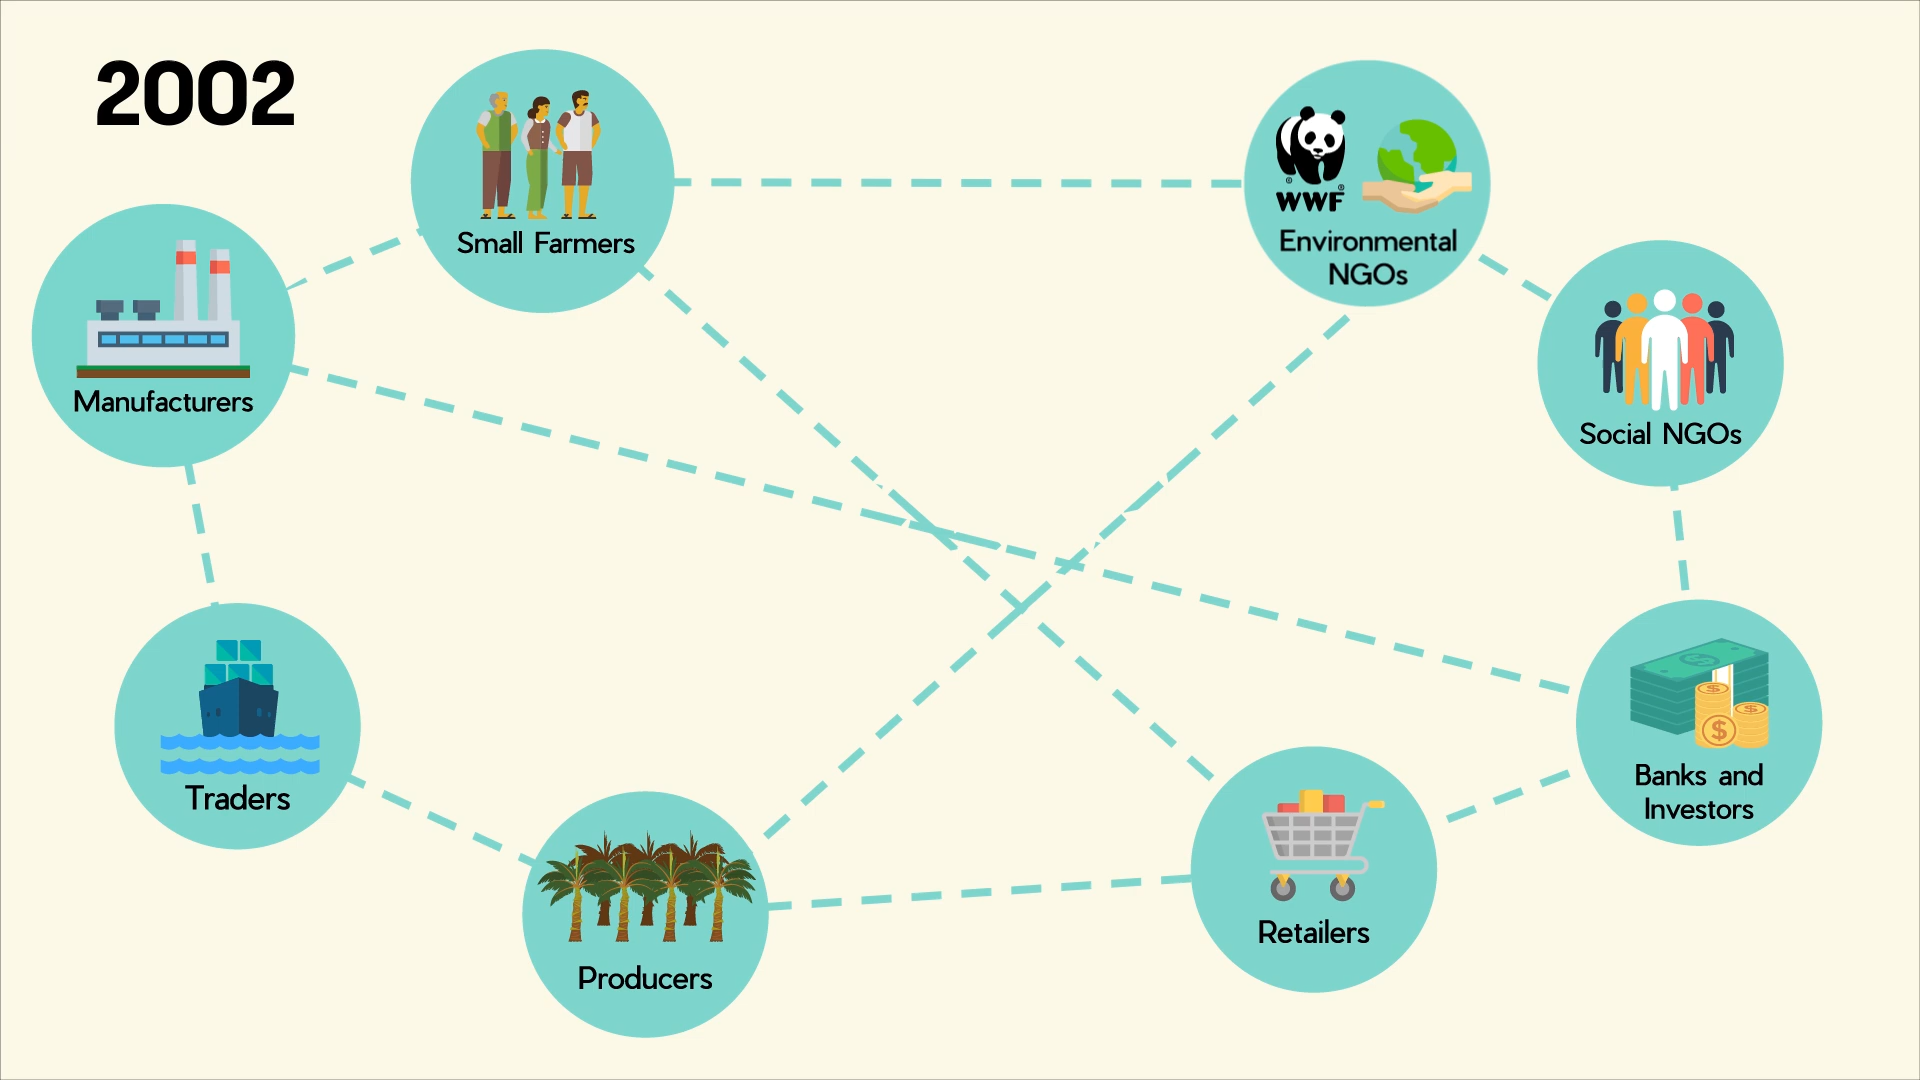 2002
Small Farmers
WWF
Environmental
NGOs
Manufacturers
Social NGOs
Traders
Banks and
Investors
Retailers
Producers